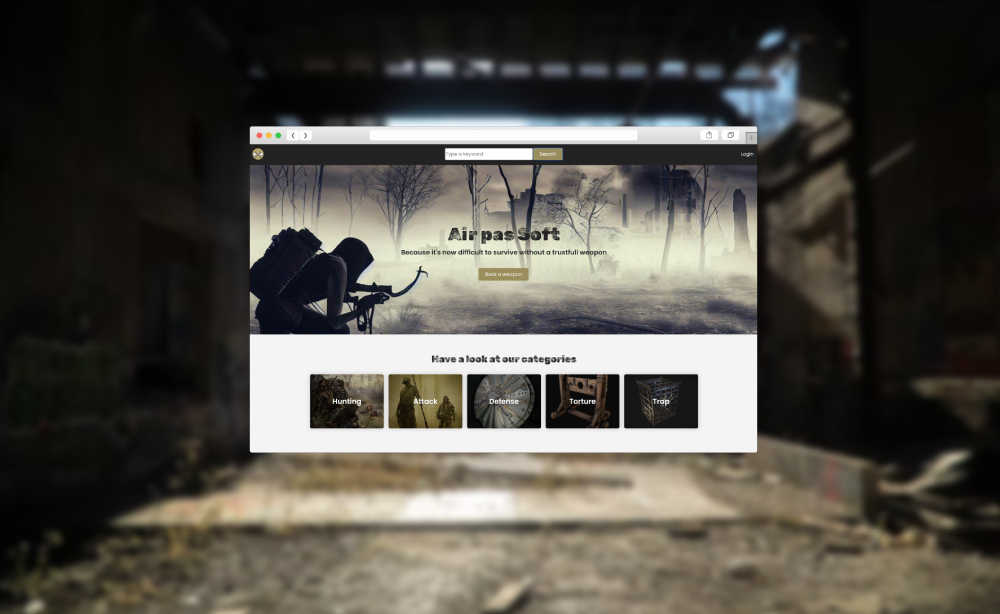 Type a keyword
Search
Login
Air pas Soft
Because it's now difficult to survive without a trustfull weapon
Book a weapon
Have a look at our categories
Hunting
Attack
Defense
Torture
Trap